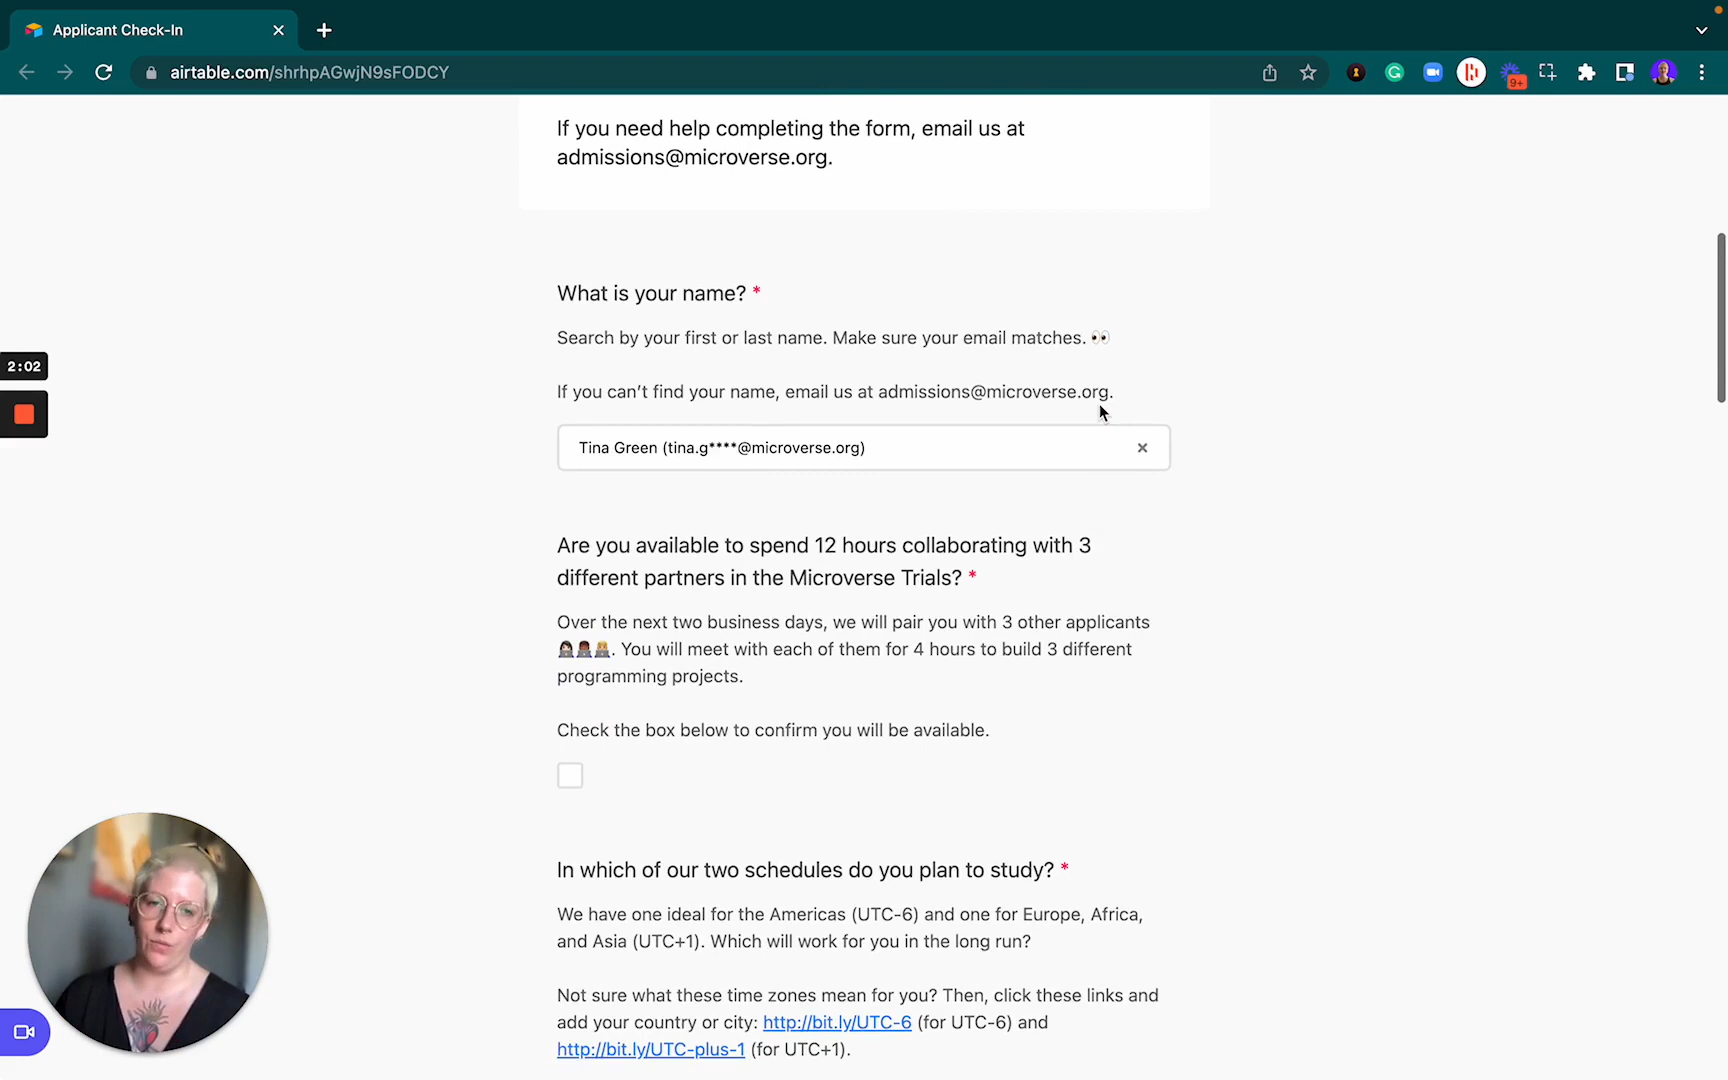 Applicant Check-In
airtable.com/shrhpAGwjN9sFODCY
9+
If you need help completing the form, email us at
admissions@microverse.org.
What is your name? *
Search by your first or last name. Make sure your email matches. 👀
If you can’t find your name, email us at admissions@microverse.org.
2:02
Tina Green (tina.g****@microverse.org)
Are you available to spend 12 hours collaborating with 3
different partners in the Microverse Trials? *
Over the next two business days, we will pair you with 3 other applicants
👩🏻‍💻👨🏾‍💻👩🏼‍💻. You will meet with each of them for 4 hours to build 3 different
programming projects.
Check the box below to confirm you will be available.
In which of our two schedules do you plan to study? *
We have one ideal for the Americas (UTC-6) and one for Europe, Africa,
and Asia (UTC+1). Which will work for you in the long run?
Not sure what these time zones mean for you? Then, click these links and
add your country or city: http://bit.ly/UTC-6 (for UTC-6) and
http://bit.ly/UTC-plus-1 (for UTC+1).